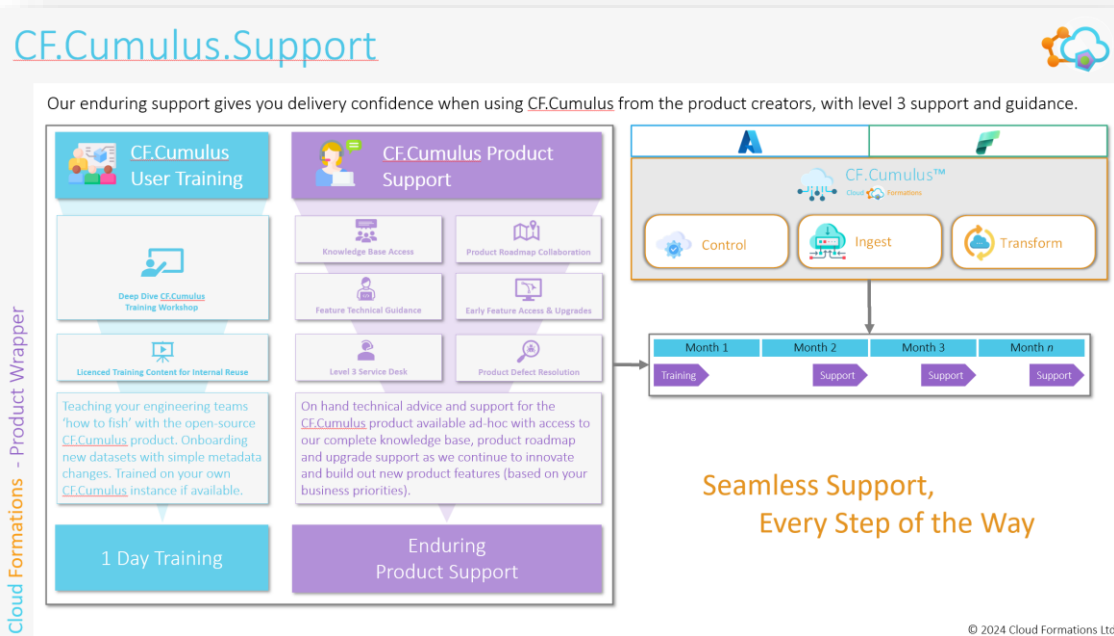 CF.Cumulus.Support
Our enduring support gives you delivery confidence when using CF.Cumulus from the product creators, with level 3 support and guidance.
CF.Cumulus
User Training
Deep Dive CF.Cumulus
Training Workshop
Licenced Training Content for Internal Reuse
Teaching your engineering teams
‘how to fish’ with the open-source
CF.Cumulus product. Onboarding
new datasets with simple metadata
changes. Trained on your own
CF.Cumulus instance if available.
1 Day Training
CF.Cumulus Product
Support
Knowledge Base Access
Product Roadmap Collaboration
Feature Technical Guidance
Early Feature Access & Upgrades
Level 3 Service Desk
Product Defect Resolution
On hand technical advice and support for the
CF.Cumulus product available ad-hoc with access to
our complete knowledge base, product roadmap
and upgrade support as we continue to innovate
and build out new product features (based on your
business priorities).
Enduring
Product Support
CF.Cumulus™
Cloud Formations
Control
Ingest
Transform
Month 1
Month 2
Month 3
Month n
Training
Support
Support
Support
Seamless Support,
Every Step of the Way
Cloud Formations - Product Wrapper
© 2024 Cloud Formations Ltd